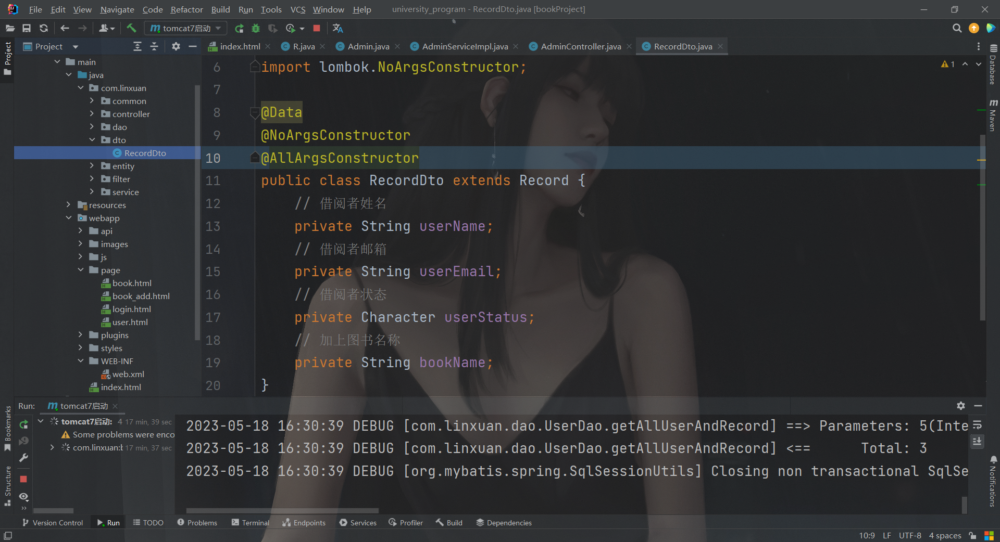 File Edit View Navigate Code Refactor Build Run Tools VCS Window Help university_program - RecordDto.java [bookProject]
tomcat7启动
Project
index.html R.java Admin.java AdminServiceImpl.java AdminController.java RecordDto.java
Project
main
java
com.linxuan
common
controller
dao
dto
RecordDto
entity
filter
service
resources
webapp
api
images
js
page
book.html
book_add.html
login.html
user.html
plugins
styles
WEB-INF
web.xml
index.html
6 import lombok.NoArgsConstructor;
7
8 @Data
9 @NoArgsConstructor
10 @AllArgsConstructor
11 public class RecordDto extends Record {
12 // 借阅者姓名
13 private String userName;
14 // 借阅者邮箱
15 private String userEmail;
16 // 借阅者状态
17 private Character userStatus;
18 // 加上图书名称
19 private String bookName;
20 }
1
Database
Maven
Notifications
Run: tomcat7启动
tomcat7启动: 4 17 min, 39 sec
Some problems were enco
com.linxuan:b 17 min, 37 sec
2023-05-18 16:30:39 DEBUG [com.linxuan.dao.UserDao.getAllUserAndRecord] ==> Parameters: 5(Inte
2023-05-18 16:30:39 DEBUG [com.linxuan.dao.UserDao.getAllUserAndRecord] <== Total: 3
2023-05-18 16:30:39 DEBUG [org.mybatis.spring.SqlSessionUtils] Closing non transactional SqlSe
Bookmarks
Structure
Version Control Run TODO Problems Terminal Endpoints Services Profiler Build Dependencies
10:9 LF UTF-8 4 spaces